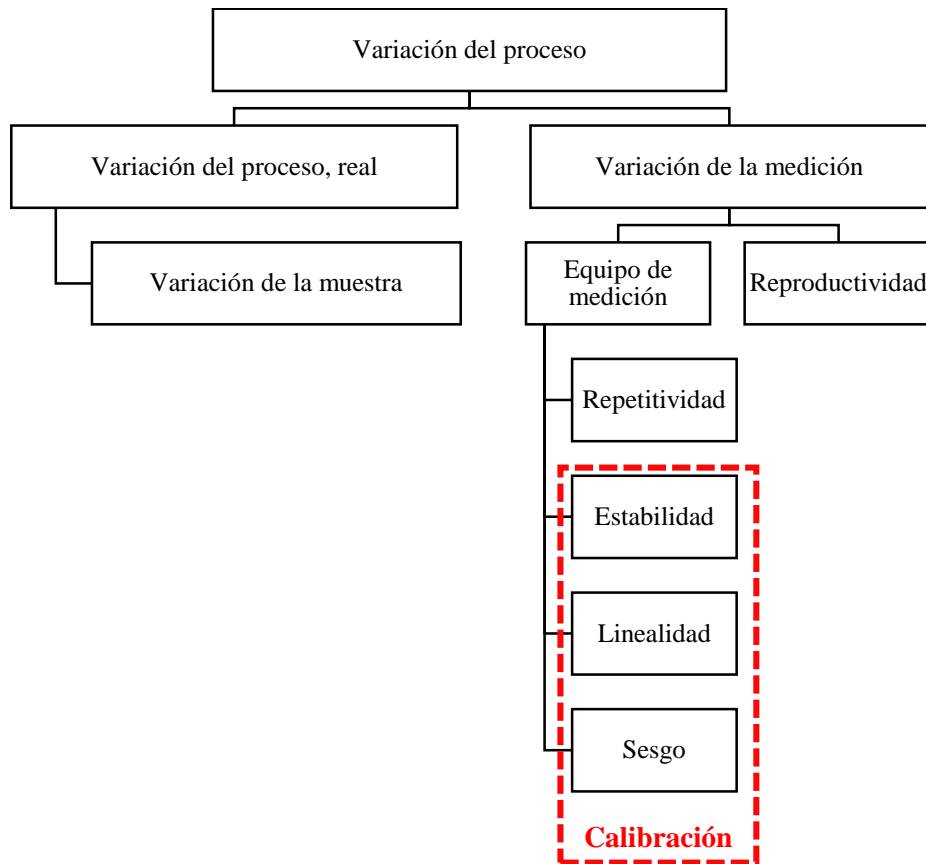 Variación del proceso
Variación del proceso, real
Variación de la medición
Variación de la muestra
Equipo de
medición
Reproductividad
Repetitividad
Estabilidad
Linealidad
Sesgo
Calibración